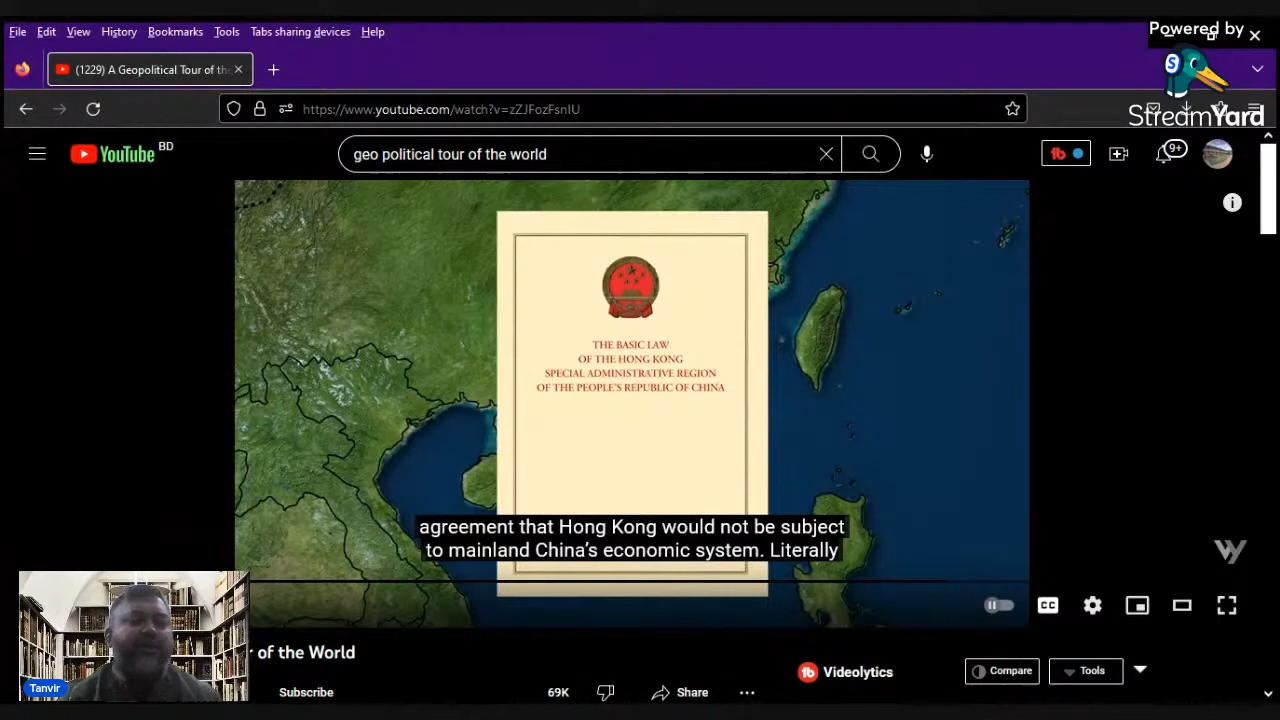 File Edit View History Bookmarks Tools Tabs sharing devices Help
Powered by
StreamYard
(1229) A Geopolitical Tour of the
https://www.youtube.com/watch?v=zZJFozFsnIU
YouTube BD
geo political tour of the world
9+
THE BASIC LAW
OF THE HONG KONG
SPECIAL ADMINISTRATIVE REGION
OF THE PEOPLE'S REPUBLIC OF CHINA
agreement that Hong Kong would not be subject
to mainland China's economic system. Literally
CC
of the World
Videolytics
Compare
Tools
Tanvir
Subscribe
69K
Share